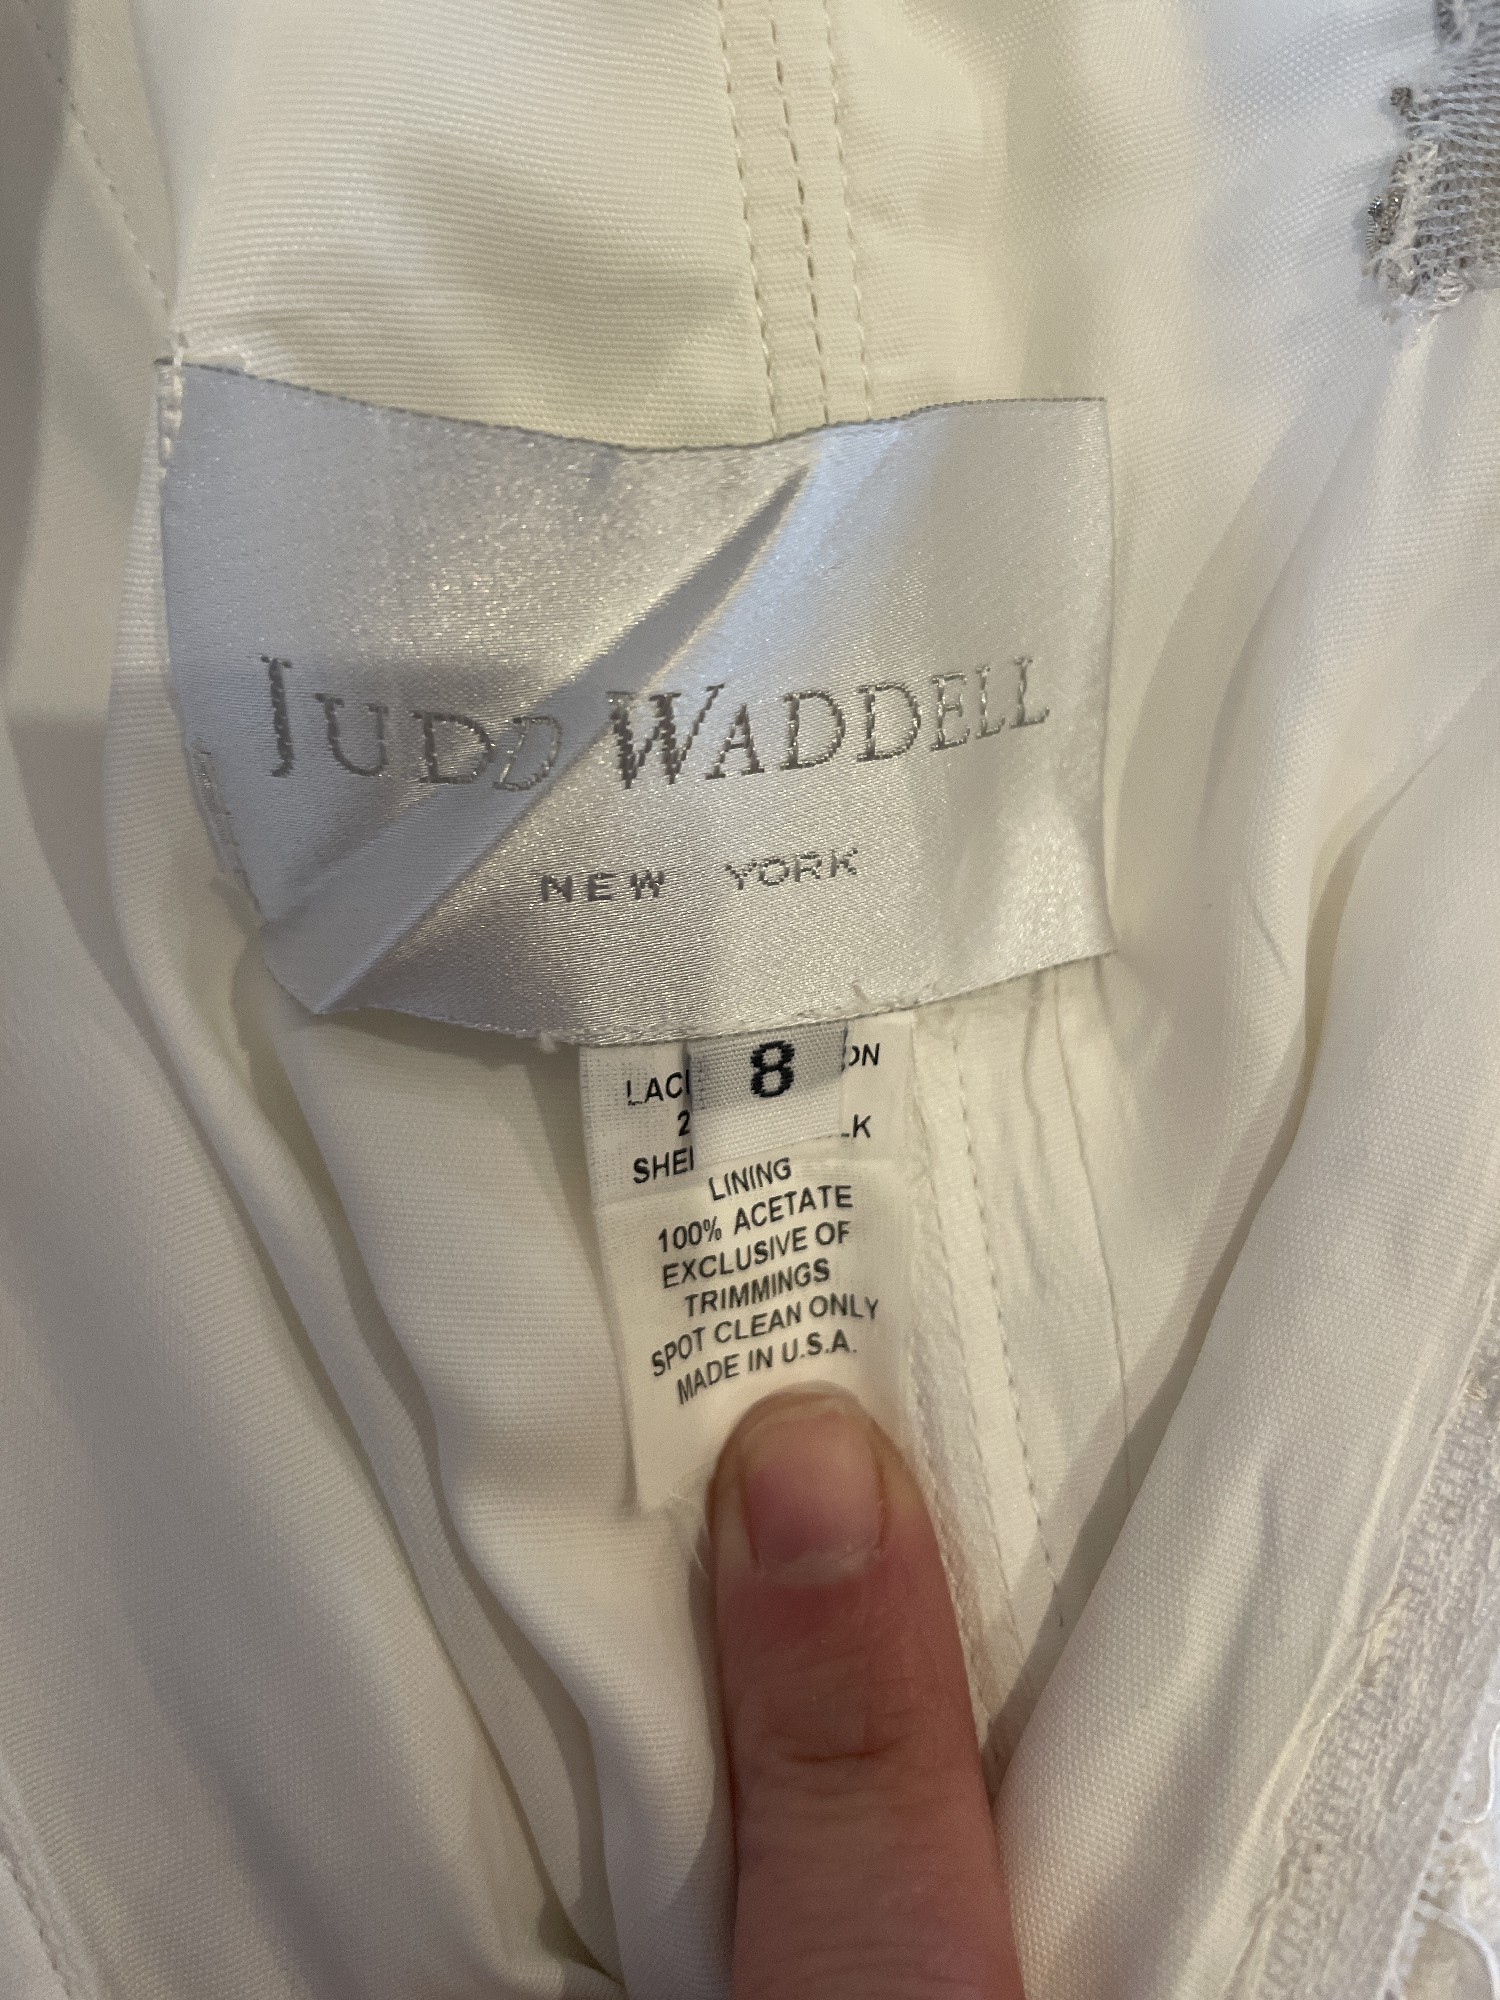 JUDD WADDELL
NEW YORK
8
LINING
100% ACETATE
EXCLUSIVE OF
TRIMMINGS
SPOT CLEAN ONLY
MADE IN U.S.A.